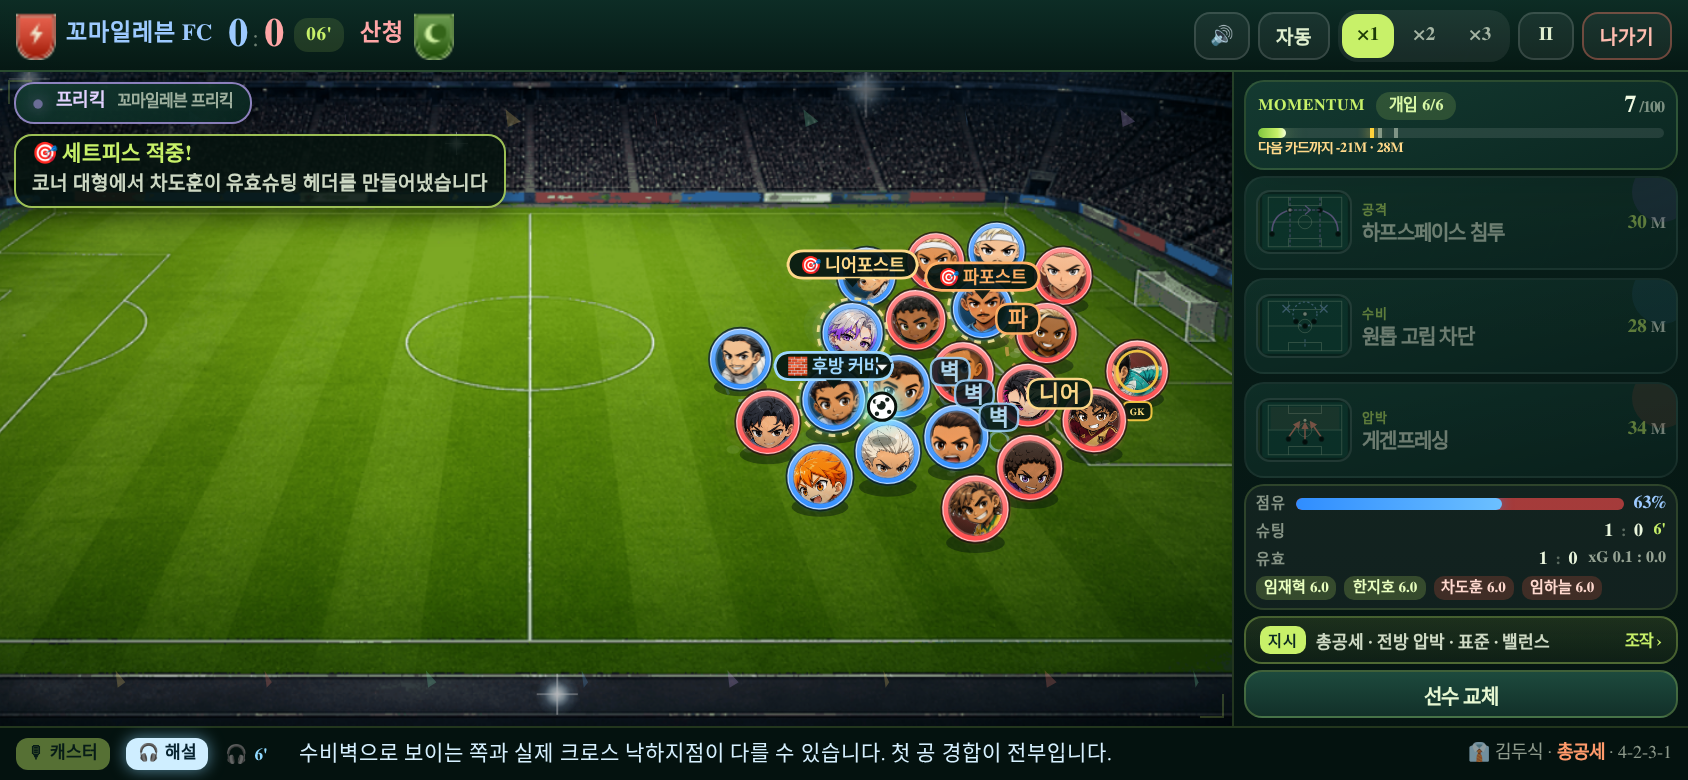 꼬마일레븐 FC 0 : 0 06' 산청
🔊 자동 ×1 ×2 ×3 II 나가기
프리킥 꼬마일레븐 프리킥
🎯 세트피스 적중!
코너 대형에서 차도훈이 유효슈팅 헤더를 만들어냈습니다
🎯 니어포스트
🎯 파포스트
파
🧱 후방 커버
벽
벽
벽
니어
GK
MOMENTUM 개입 6/6 7 /100
다음 카드까지 -21M · 28M
공격
하프스페이스 침투 30 M
수비
원톱 고립 차단 28 M
압박
게겐프레싱 34 M
점유 63%
슈팅 1 : 0 6'
유효 1 : 0 xG 0.1 : 0.0
임재혁 6.0 한지호 6.0 차도훈 6.0 임하늘 6.0
지시 총공세 · 전방 압박 · 표준 · 밸런스 조작 ›
선수 교체
🎙 캐스터 🎧 해설 🎧 6' 수비벽으로 보이는 쪽과 실제 크로스 낙하지점이 다를 수 있습니다. 첫 공 경합이 전부입니다.
👔 김두식 · 총공세 · 4-2-3-1